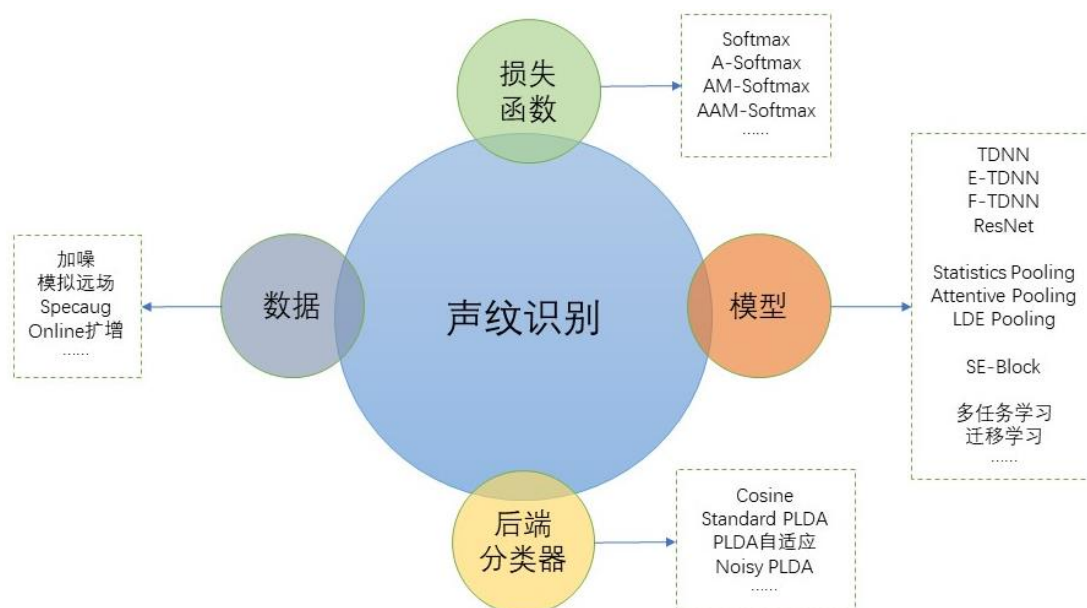 损失
函数
Softmax
A-Softmax
AM-Softmax
AAM-Softmax
……
加噪
模拟远场
Specaug
Online扩增
……
数据
声纹识别
模型
TDNN
E-TDNN
F-TDNN
ResNet
Statistics Pooling
Attentive Pooling
LDE Pooling
SE-Block
多任务学习
迁移学习
……
后端
分类器
Cosine
Standard PLDA
PLDA自适应
Noisy PLDA
……